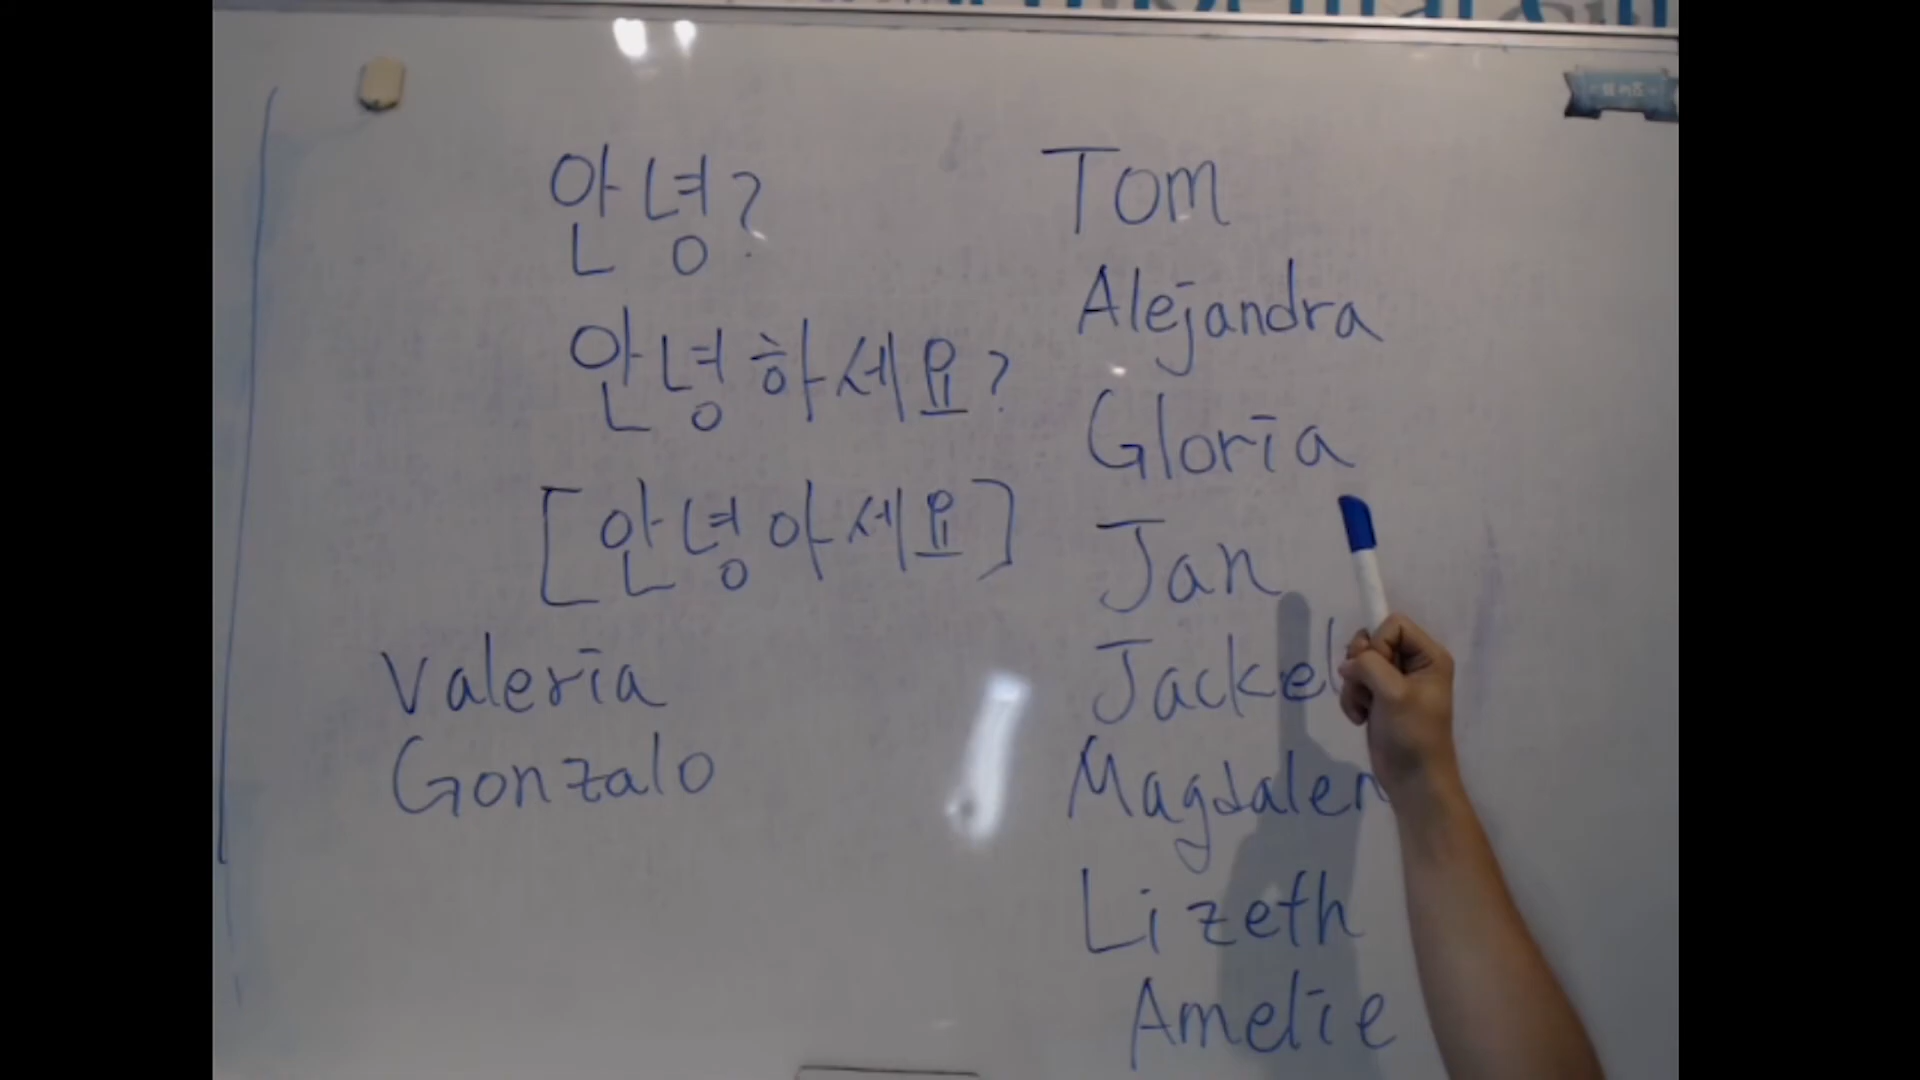 안녕?
안녕하세요?
[안녕아세요]
Valeria
Gonzalo
Tom
Alejandra
Gloria
Jan
Lizeth
Amelie